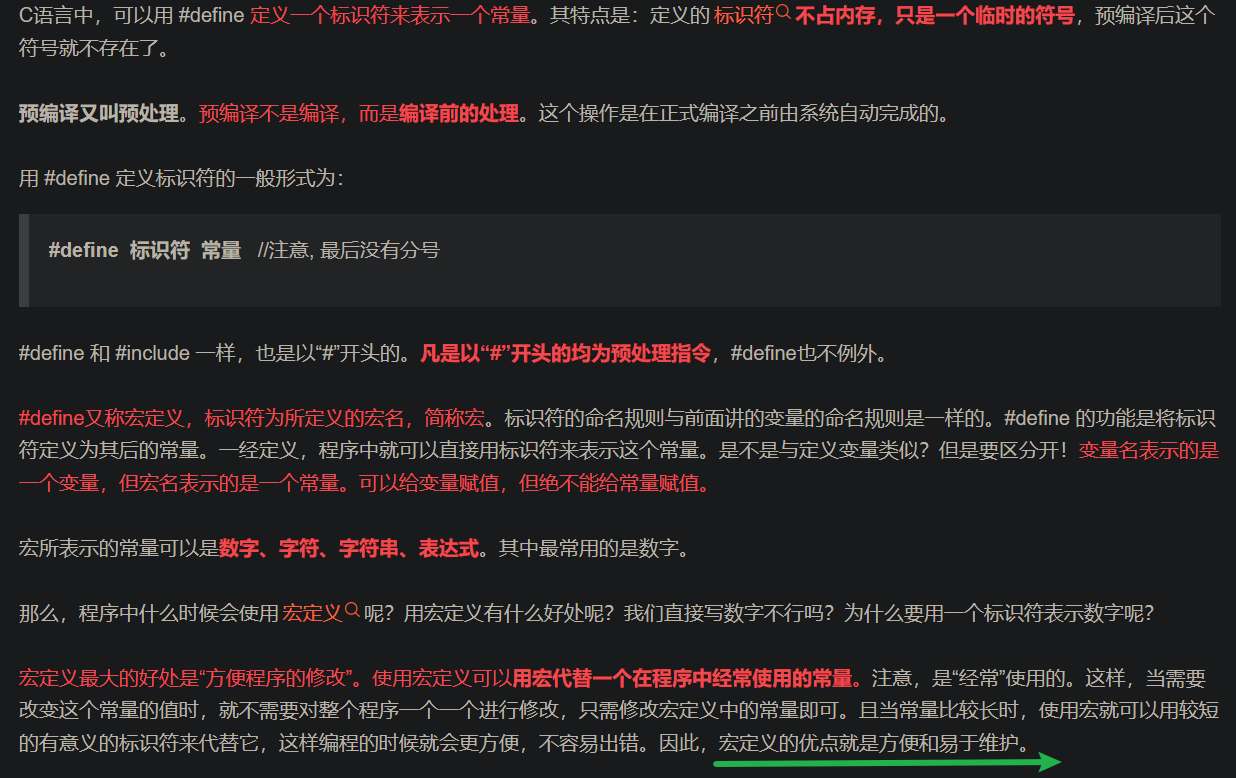 C语言中，可以用 #define 定义一个标识符来表示一个常量。其特点是：定义的标识符不占内存，只是一个临时的符号，预编译后这个
符号就不存在了。
预编译又叫预处理。预编译不是编译，而是编译前的处理。这个操作是在正式编译之前由系统自动完成的。
用 #define 定义标识符的一般形式为：
#define 标识符 常量 //注意, 最后没有分号
#define 和 #include 一样，也是以“#”开头的。凡是以“#”开头的均为预处理指令，#define也不例外。
#define又称宏定义，标识符为所定义的宏名，简称宏。标识符的命名规则与前面讲的变量的命名规则是一样的。#define 的功能是将标识
符定义为其后的常量。一经定义，程序中就可以直接用标识符来表示这个常量。是不是与定义变量类似？但是要区分开！变量名表示的是
一个变量，但宏名表示的是一个常量。可以给变量赋值，但绝不能给常量赋值。
宏所表示的常量可以是数字、字符、字符串、表达式。其中最常用的是数字。
那么，程序中什么时候会使用宏定义呢？用宏定义有什么好处呢？我们直接写数字不行吗？为什么要用一个标识符表示数字呢？
宏定义最大的好处是“方便程序的修改”。使用宏定义可以用宏代替一个在程序中经常使用的常量。注意，是“经常”使用的。这样，当需要
改变这个常量的值时，就不需要对整个程序一个一个进行修改，只需修改宏定义中的常量即可。且当常量比较长时，使用宏就可以用较短
的有意义的标识符来代替它，这样编程的时候就会更方便，不容易出错。因此，宏定义的优点就是方便和易于维护。